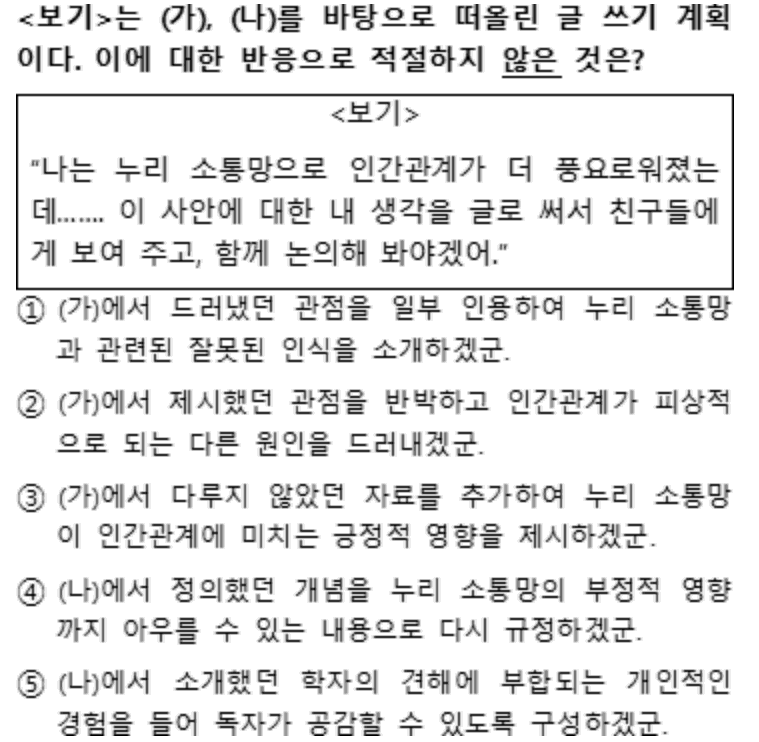 <보기>는 (가), (나)를 바탕으로 떠올린 글 쓰기 계획
이다. 이에 대한 반응으로 적절하지 않은 것은?
<보기>
"나는 누리 소통망으로 인간관계가 더 풍요로워졌는
데....... 이 사안에 대한 내 생각을 글로 써서 친구들에
게 보여 주고, 함께 논의해 봐야겠어."
① (가)에서 드러냈던 관점을 일부 인용하여 누리 소통망
과 관련된 잘못된 인식을 소개하겠군.
② (가)에서 제시했던 관점을 반박하고 인간관계가 피상적
으로 되는 다른 원인을 드러내겠군.
③ (가)에서 다루지 않았던 자료를 추가하여 누리 소통망
이 인간관계에 미치는 긍정적 영향을 제시하겠군.
④ (나)에서 정의했던 개념을 누리 소통망의 부정적 영향
까지 아우를 수 있는 내용으로 다시 규정하겠군.
⑤ (나)에서 소개했던 학자의 견해에 부합되는 개인적인
경험을 들어 독자가 공감할 수 있도록 구성하겠군.